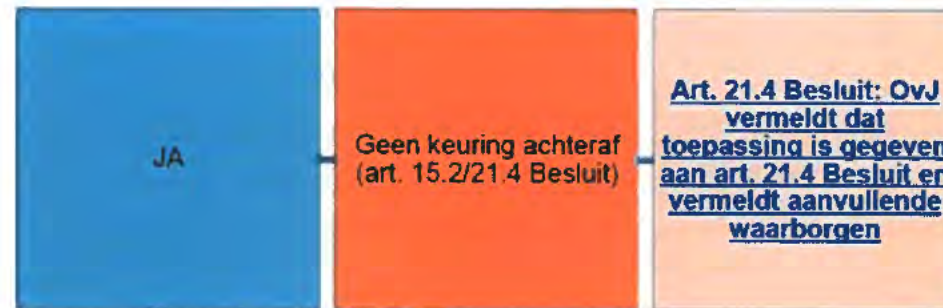 JA
Geen keuring achteraf
(art. 15.2/21.4 Besluit)
Art. 21.4 Besluit: OvJ
vermeldt dat
toepassing is gegeven
aan art. 21.4 Besluit en
vermeldt aanvullende
waarborgen